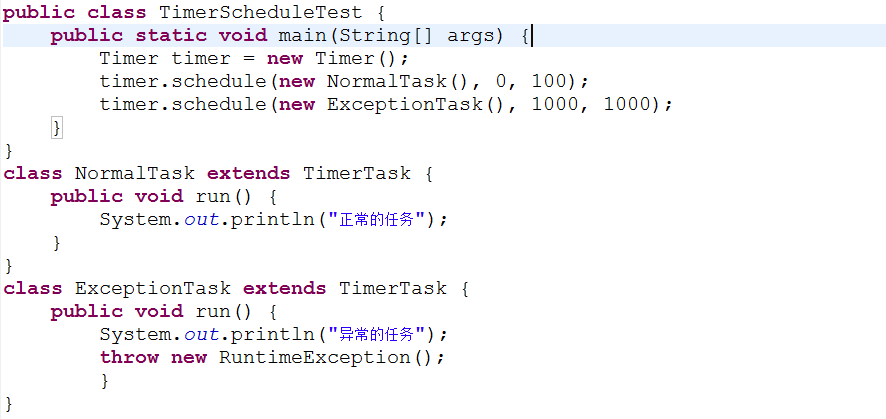 public class TimerScheduleTest {
    public static void main(String[] args) {
        Timer timer = new Timer();
        timer.schedule(new NormalTask(), 0, 100);
        timer.schedule(new ExceptionTask(), 1000, 1000);
    }
}
class NormalTask extends TimerTask {
    public void run() {
        System.out.println("正常的任务");
    }
}
class ExceptionTask extends TimerTask {
    public void run() {
        System.out.println("异常的任务");
        throw new RuntimeException();
        }
}